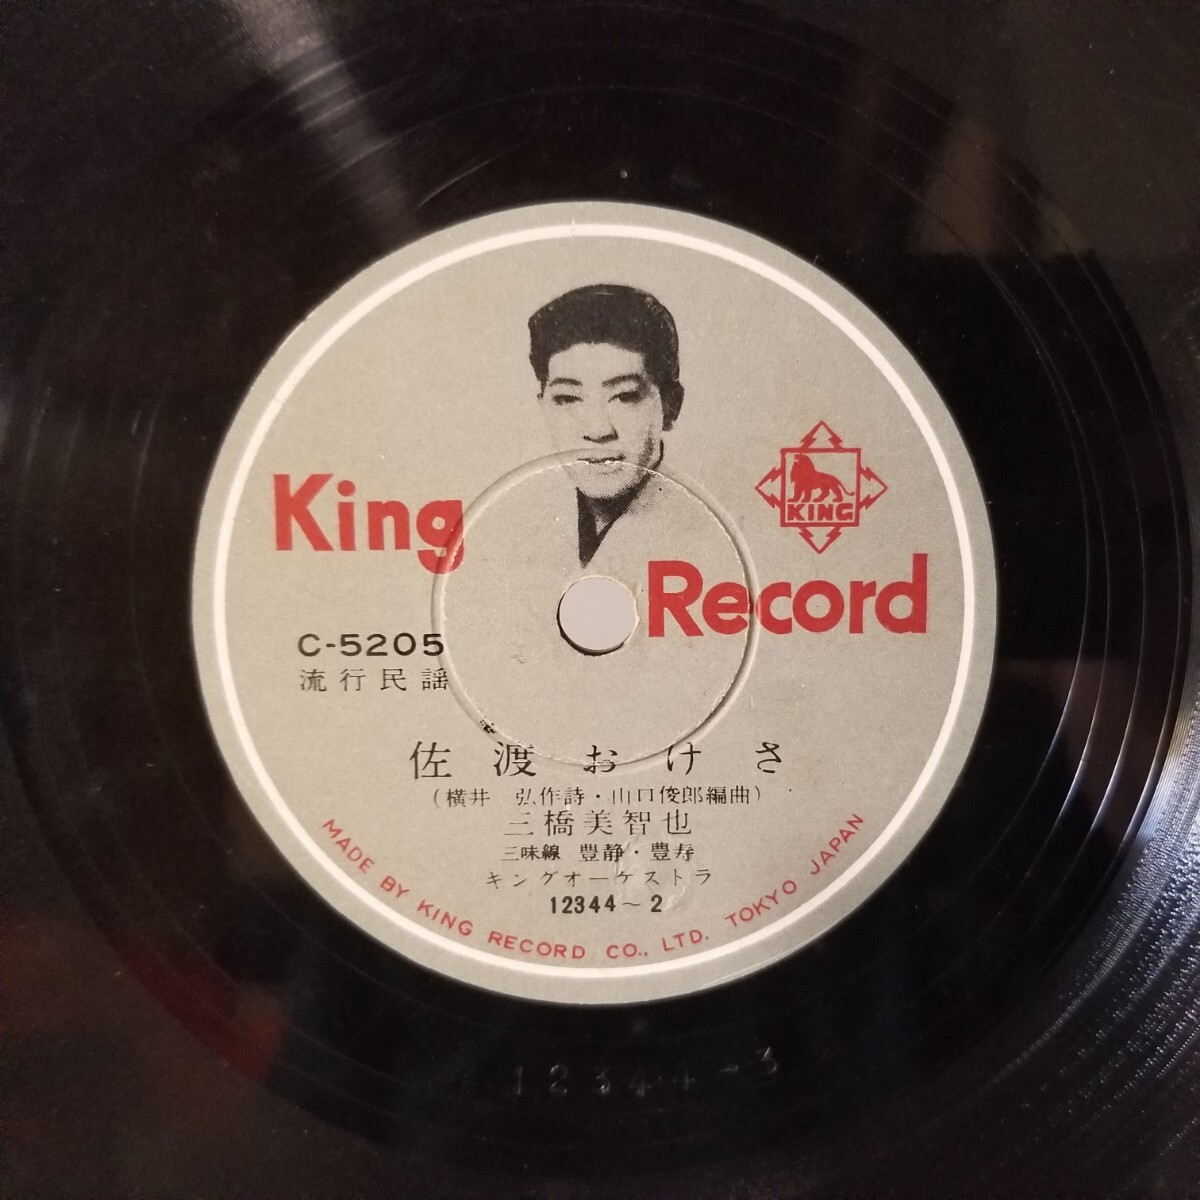 King
KING
Record
C-5205
流行民謡
佐渡おけさ
(横井 弘作詩・山口俊郎編曲)
三橋美智也
三味線 豊静・豊寿
キングオーケストラ
12344~2
MADE BY KING RECORD CO., LTD. TOKYO JAPAN
12344-3